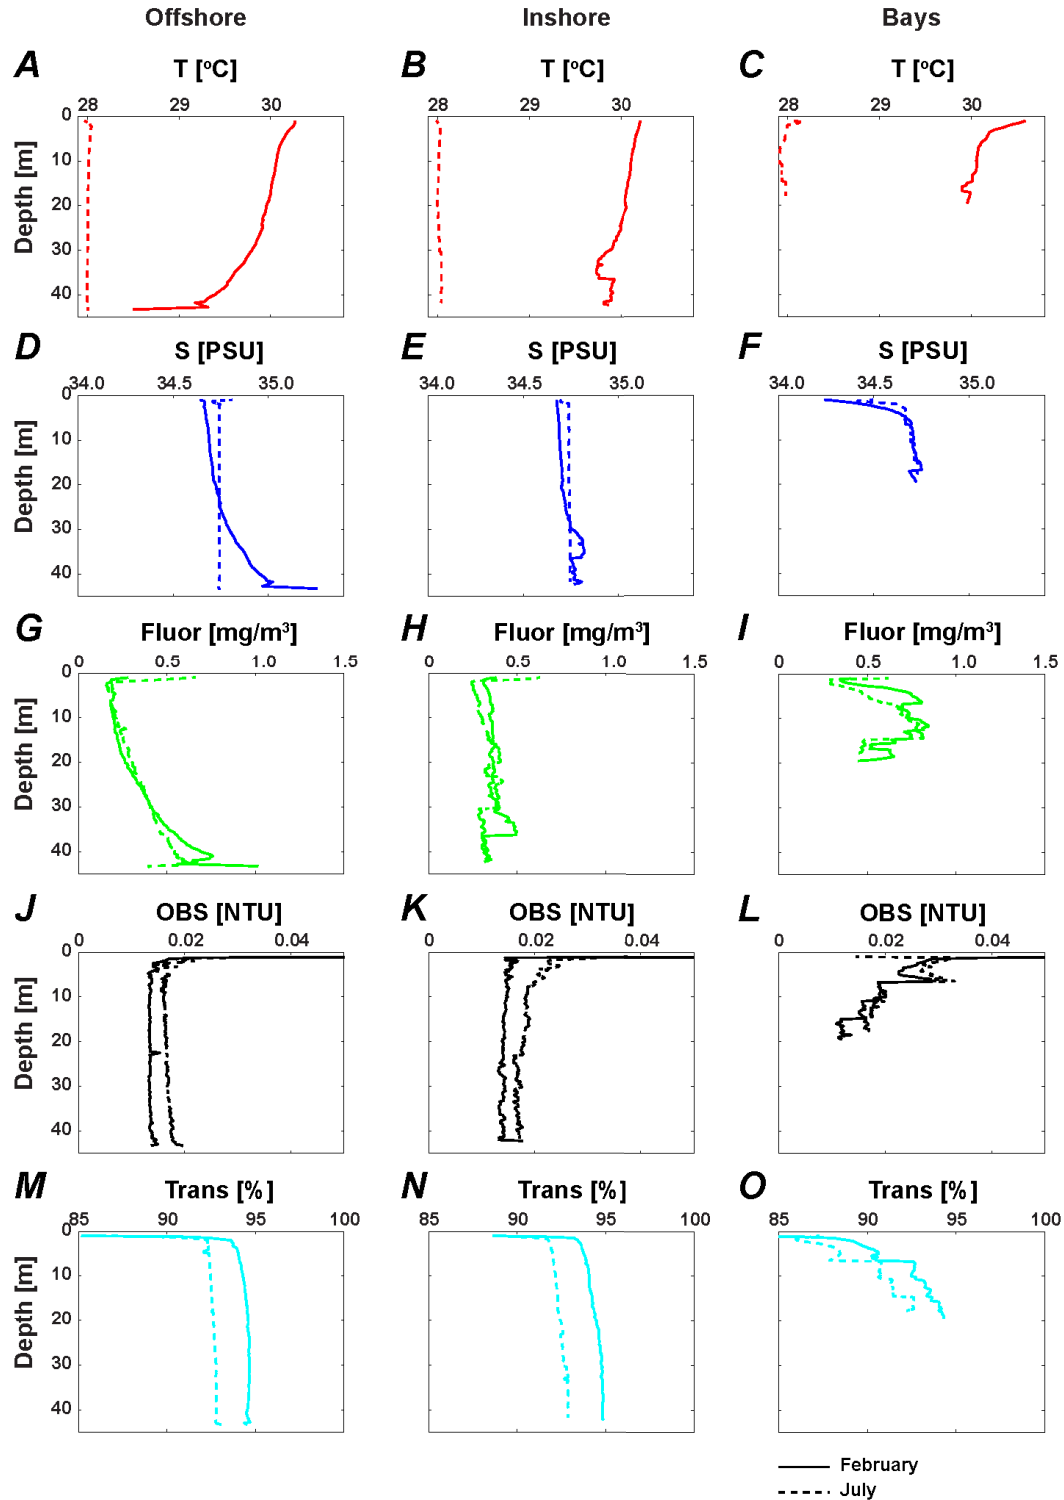 Offshore Inshore Bays
A B C
T [°C] T [°C] T [°C]
28 29 30 28 29 30 28 29 30
0
10
20
30
40
Depth [m]
D E F
S [PSU] S [PSU] S [PSU]
34.0 34.5 35.0 34.0 34.5 35.0 34.0 34.5 35.0
0
10
20
30
40
Depth [m]
G H I
Fluor [mg/m³] Fluor [mg/m³] Fluor [mg/m³]
0 0.5 1.0 1.5 0 0.5 1.0 1.5 0 0.5 1.0 1.5
0
10
20
30
40
Depth [m]
J K L
OBS [NTU] OBS [NTU] OBS [NTU]
0 0.02 0.04 0 0.02 0.04 0 0.02 0.04
0
10
20
30
40
Depth [m]
M N O
Trans [%] Trans [%] Trans [%]
85 90 95 100 85 90 95 100 85 90 95 100
0
10
20
30
40
Depth [m]
February
July